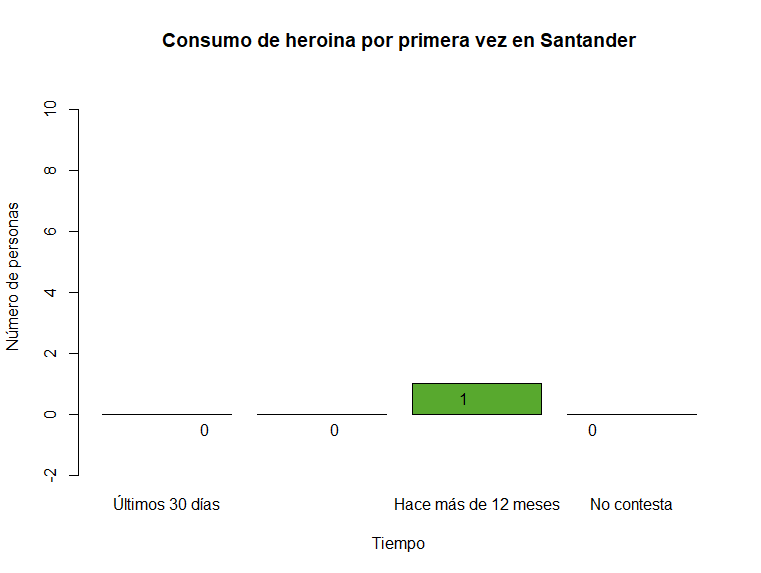 Consumo de heroina por primera vez en Santander
Número de personas
10
8
6
4
2
0
-2
0
0
1
0
Últimos 30 días
Hace más de 12 meses
No contesta
Tiempo